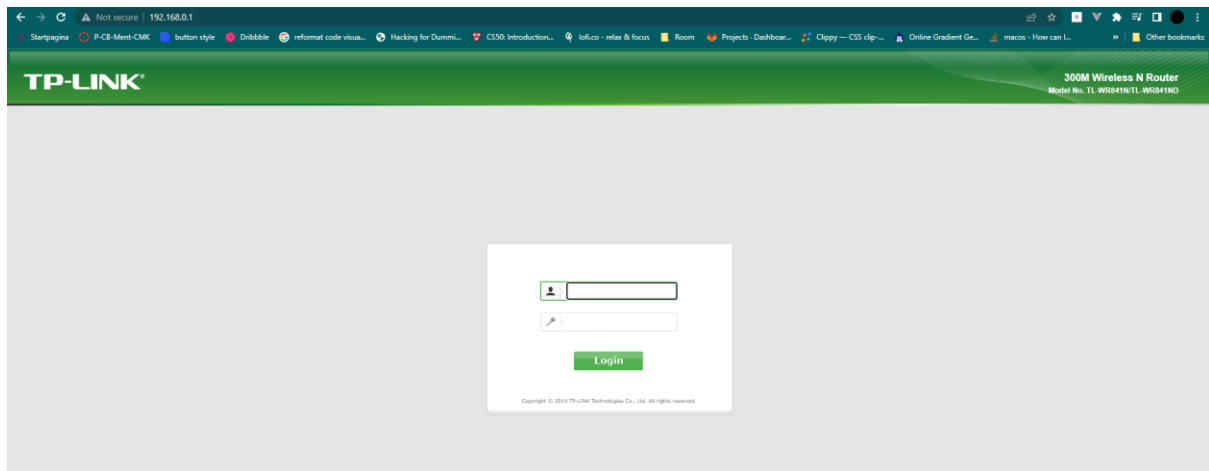 Not secure | 192.168.0.1
Startpagina P-CB-Ment-CMK button style Dribbble reformat code visua... Hacking for Dummi... CS50: Introduction... lofi.co - relax & focus Room Projects · Dashboar... Clippy — CSS clip-... Online Gradient Ge... macos - How can I... » Other bookmarks
TP-LINK®
300M Wireless N Router
Model No. TL-WR841N/TL-WR841ND
Login
Copyright © 2014 TP-LINK Technologies Co., Ltd. All rights reserved.